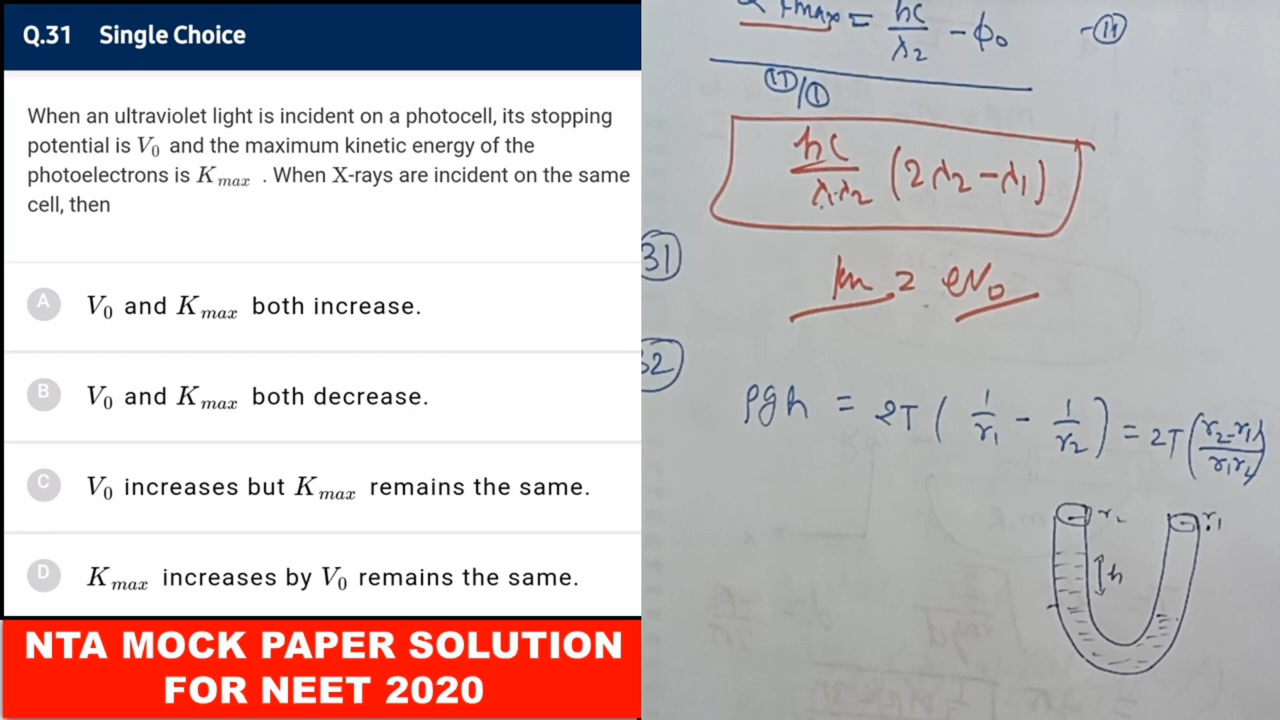 Q.31 Single Choice
When an ultraviolet light is incident on a photocell, its stopping
potential is V₀ and the maximum kinetic energy of the
photoelectrons is Kₘₐₓ . When X-rays are incident on the same
cell, then
A V₀ and Kₘₐₓ both increase.
B V₀ and Kₘₐₓ both decrease.
C V₀ increases but Kₘₐₓ remains the same.
D Kₘₐₓ increases by V₀ remains the same.
NTA MOCK PAPER SOLUTION
FOR NEET 2020
max = hc/λ₂ - ϕ₀ -(II)
(II)/(I)
hc/λ₁λ₂ (2λ₂-λ₁)
31)
km = eV₀
2)
ρgh = 2T ( 1/r₁ - 1/r₂ ) = 2T ( r₂-r₁/r₁r₂ )
r₂ r₁
h